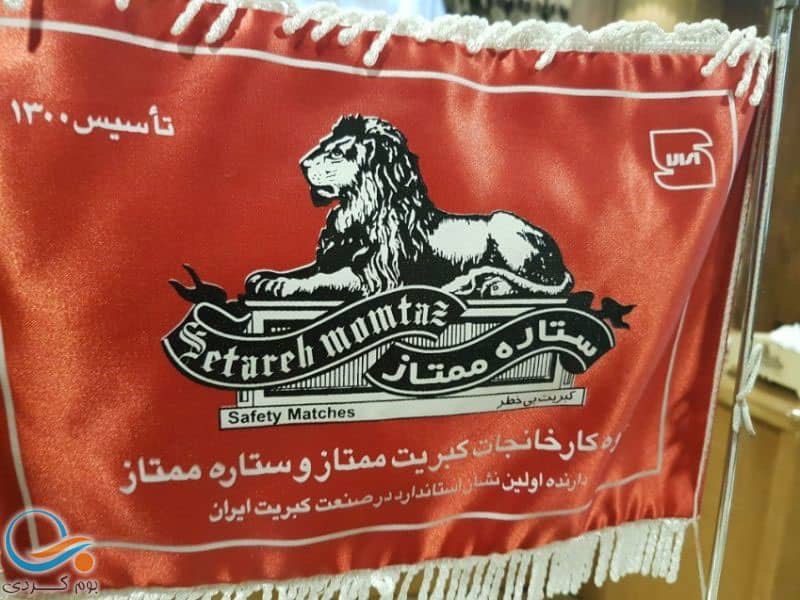 تأسیس ۱۳۰۰
Setareh momtaz
ستاره ممتاز
Safety Matches
کبریت بی خطر
کارخانجات کبریت ممتاز و ستاره ممتاز
دارنده اولین نشان استاندارد در صنعت کبریت ایران
بوم گردی